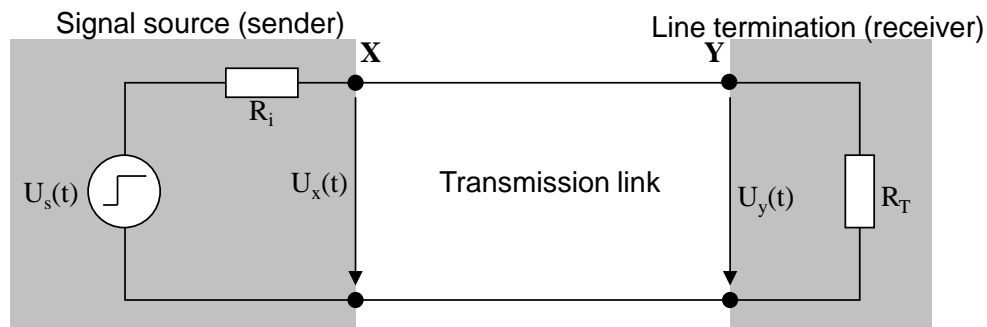 Signal source (sender)
Line termination (receiver)
X
Y
Ri
Us(t)
Ux(t)
Transmission link
Uy(t)
RT